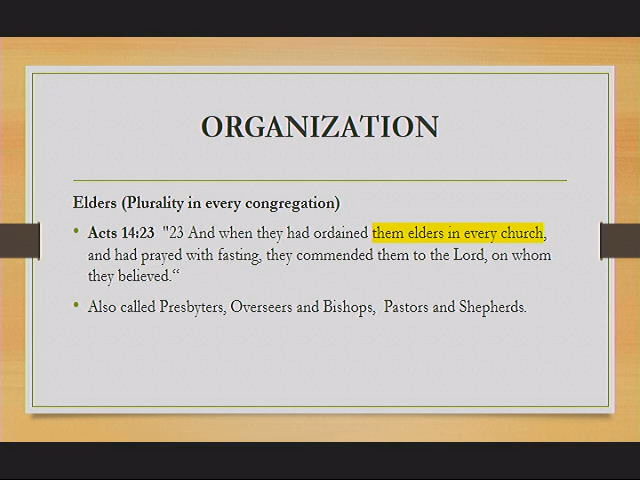 ORGANIZATION
Elders (Plurality in every congregation)
• Acts 14:23  "23 And when they had ordained them elders in every church,
and had prayed with fasting, they commended them to the Lord, on whom
they believed.“
• Also called Presbyters, Overseers and Bishops,  Pastors and Shepherds.